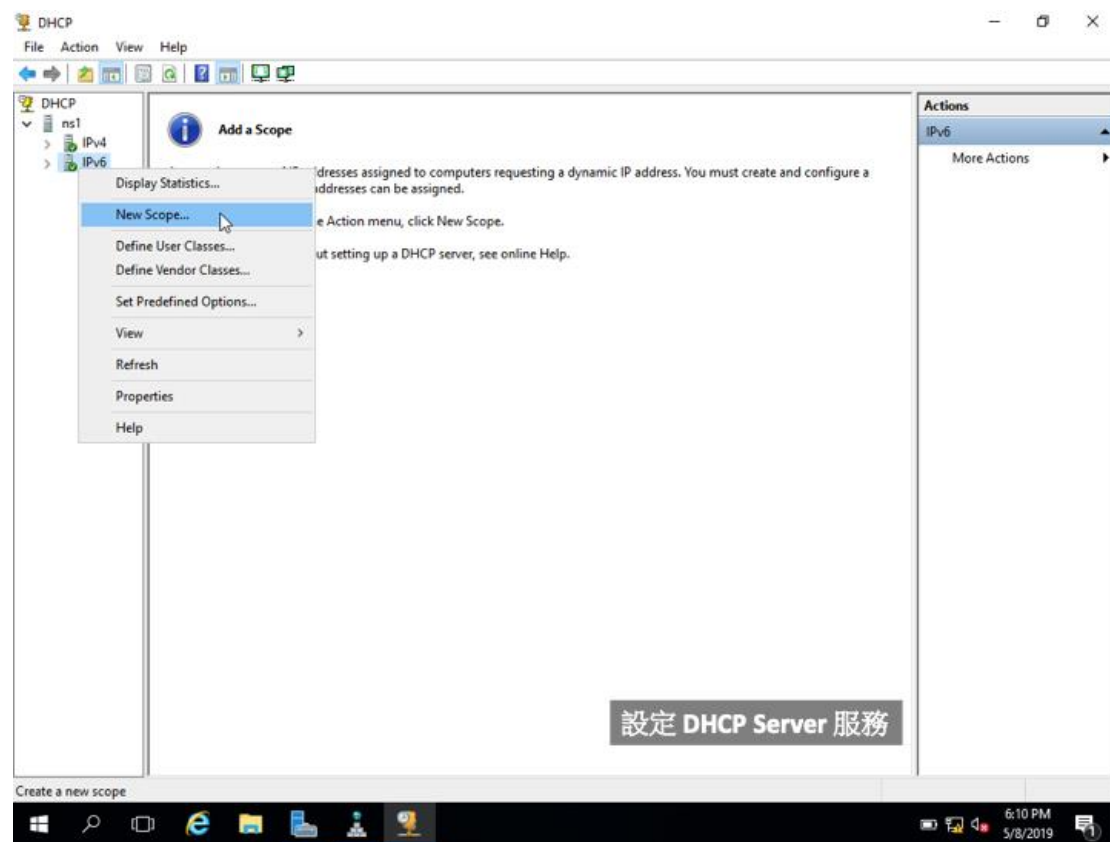 DHCP
File Action View Help
DHCP
ns1
IPv4
IPv6
Display Statistics...
New Scope...
Define User Classes...
Define Vendor Classes...
Set Predefined Options...
View
Refresh
Properties
Help
Add a Scope
dresses assigned to computers requesting a dynamic IP address. You must create and configure a
addresses can be assigned.
e Action menu, click New Scope.
ut setting up a DHCP server, see online Help.
Actions
IPv6
More Actions
設定 DHCP Server 服務
Create a new scope
6:10 PM
5/8/2019
1